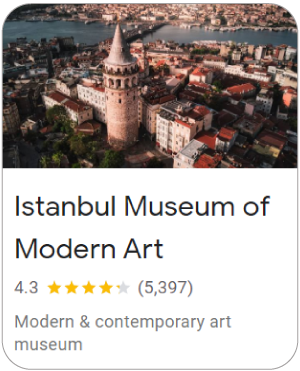 Istanbul Museum of
Modern Art
4.3 ★★★★★ (5,397)
Modern & contemporary art
museum